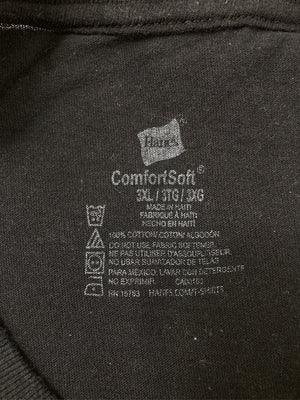 Hanes
ComfortSoft®
3XL / 3TG / 3XG
MADE IN HAITI
FABRIQUÉ À HAÏTI
HECHO EN HAITÍ
100% COTTON/COTON/ALGODÓN
DO NOT USE FABRIC SOFTENER.
NE PAS UTILISER D'ASSOUPLISSEUR.
NO USAR SUAVIZADOR DE TELAS
PARA MÉXICO: LAVAR CON DETERGENTE
NO EXPRIMIR.
RN 15763 HANES.COM/T-SHIRTS